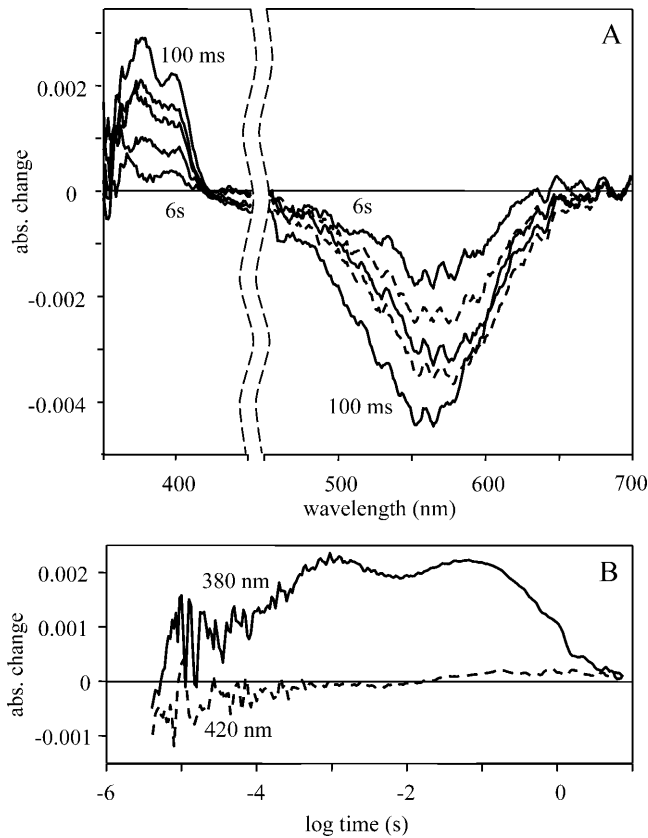 A
100 ms
0.002
0
6s
6s
-0.002
-0.004
100 ms
abs. change
400
500
600
700
wavelength (nm)
B
0.002
380 nm
0.001
0
420 nm
-0.001
abs. change
-6
-4
-2
0
log time (s)